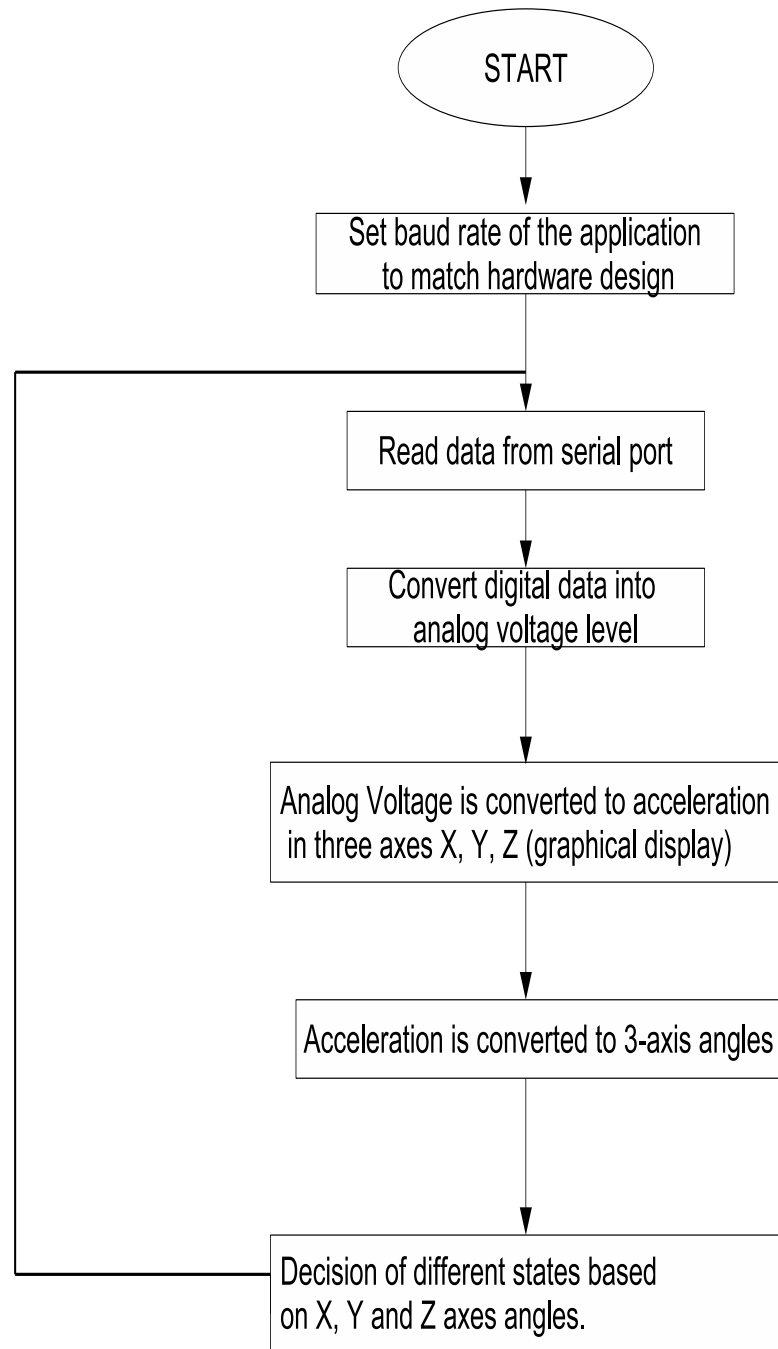 START
Set baud rate of the application
to match hardware design
Read data from serial port
Convert digital data into
analog voltage level
Analog Voltage is converted to acceleration
in three axes X, Y, Z (graphical display)
Acceleration is converted to 3-axis angles
Decision of different states based
on X, Y and Z axes angles.